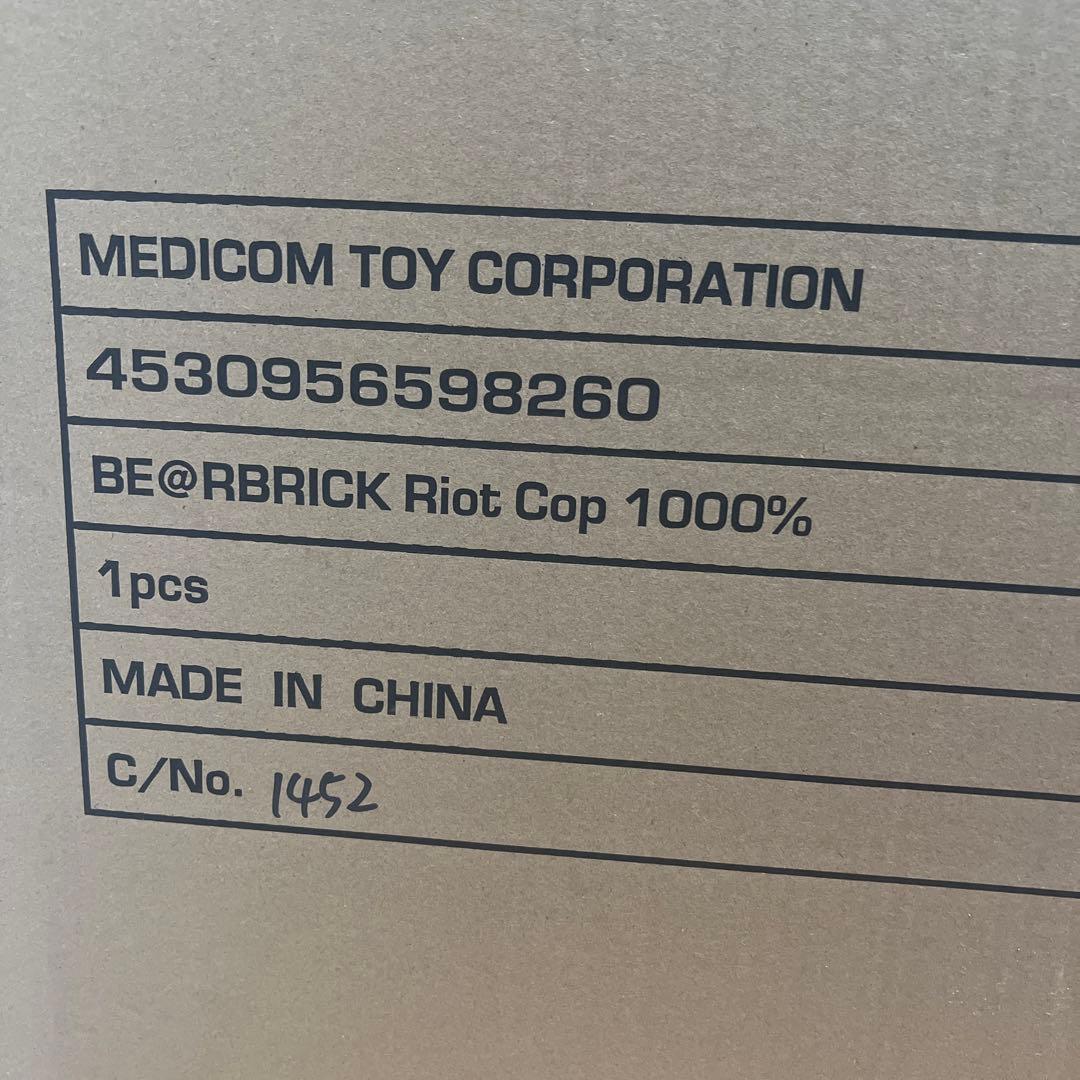 MEDICOM TOY CORPORATION
4530956598260
BE@RBRICK Riot Cop 1000%
1pcs
MADE IN CHINA
C/No. 1452